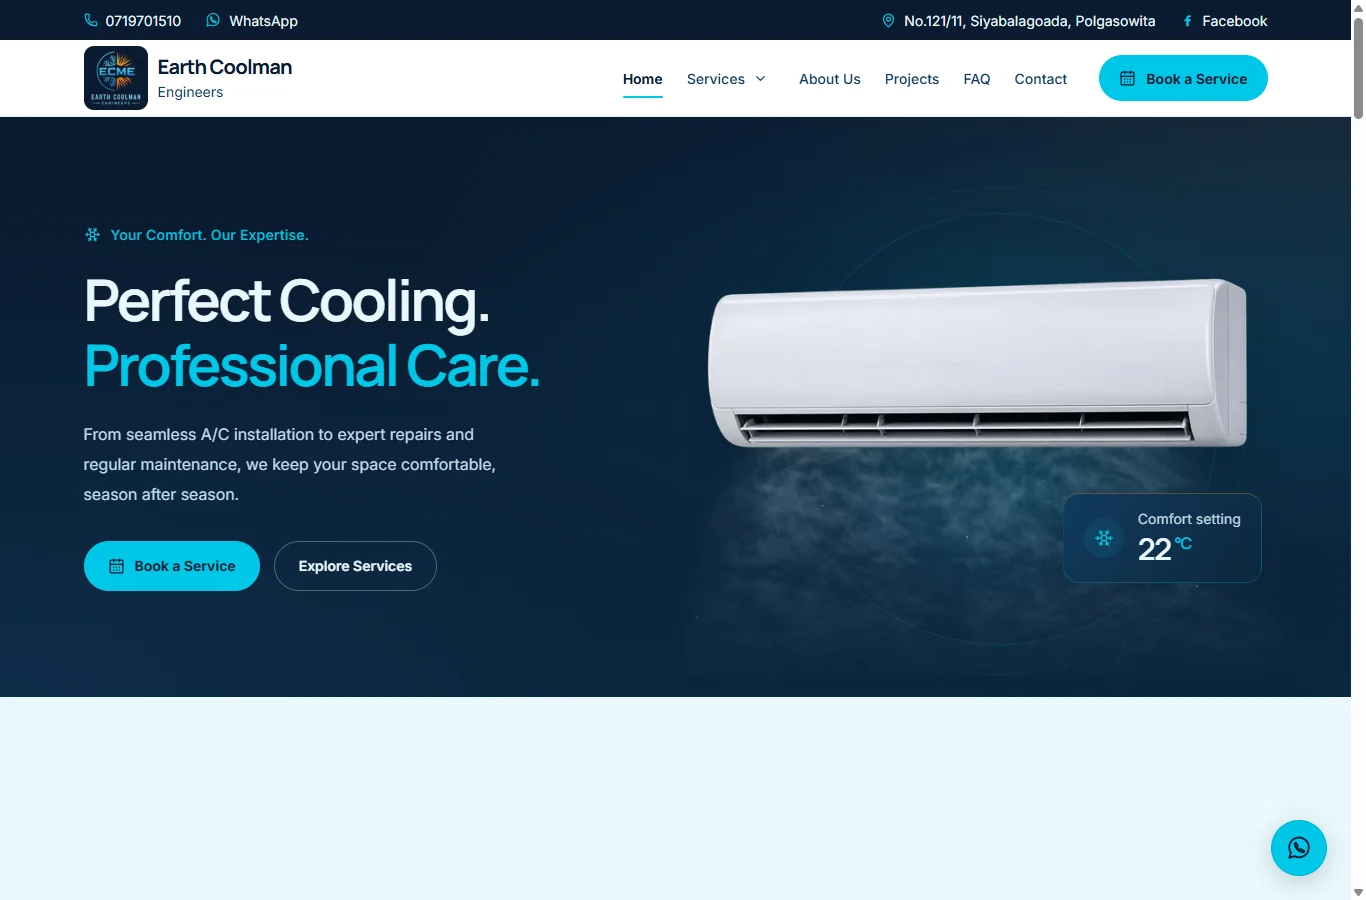 0719701510
WhatsApp
No.121/11, Siyabalagoada, Polgasowita
Facebook
ECME
EARTH COOLMAN
ENGINEERS
Earth Coolman
Engineers
Home
Services
About Us
Projects
FAQ
Contact
Book a Service
Your Comfort. Our Expertise.
Perfect Cooling.
Professional Care.
From seamless A/C installation to expert repairs and
regular maintenance, we keep your space comfortable,
season after season.
Book a Service
Explore Services
Comfort setting
22 °C